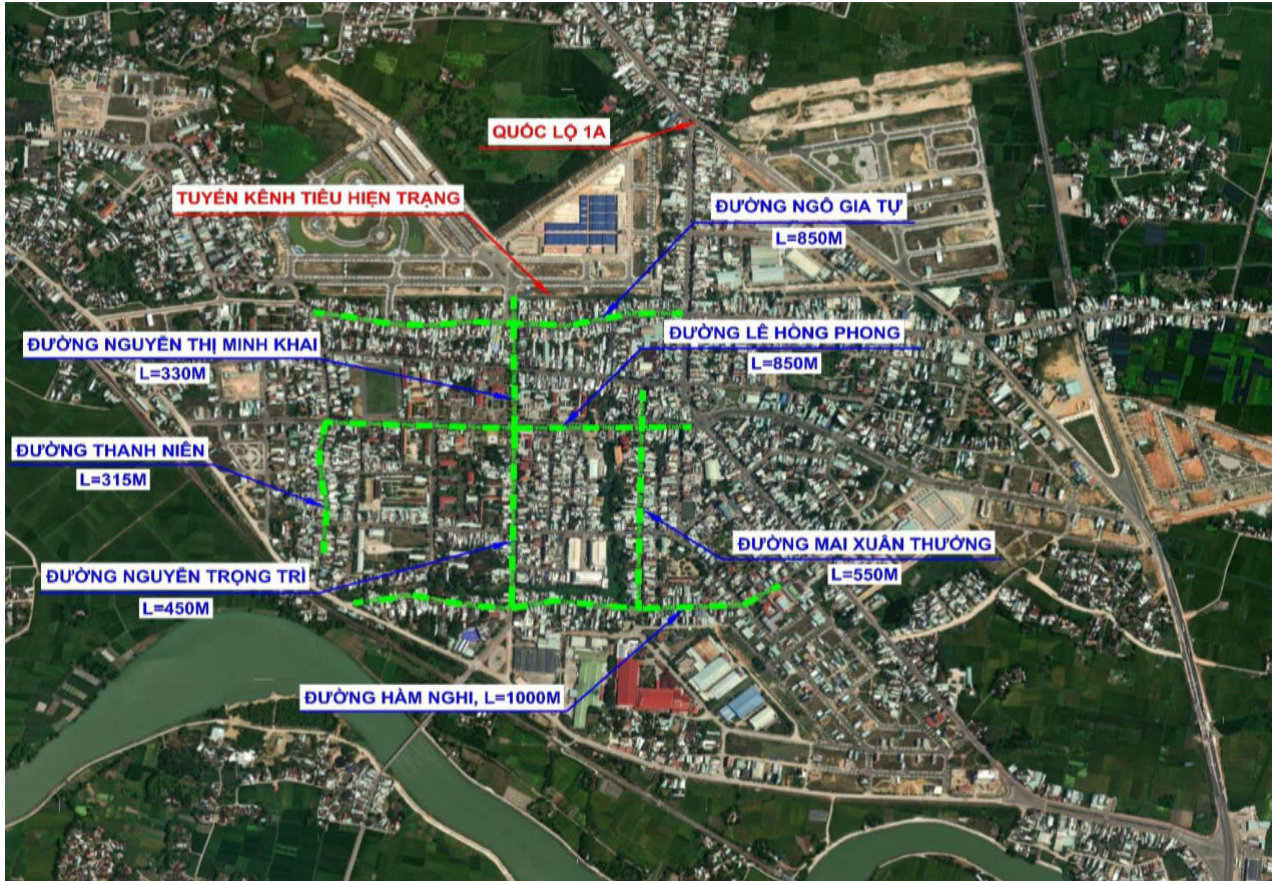 QUỐC LỘ 1A
TUYẾN KÊNH TIÊU HIỆN TRẠNG
ĐƯỜNG NGÔ GIA TỰ
L=850M
ĐƯỜNG LÊ HỒNG PHONG
L=850M
ĐƯỜNG NGUYỄN THỊ MINH KHAI
L=330M
ĐƯỜNG THANH NIÊN
L=315M
ĐƯỜNG MAI XUÂN THƯỞNG
L=550M
ĐƯỜNG NGUYỄN TRỌNG TRÌ
L=450M
ĐƯỜNG HÀM NGHI, L=1000M